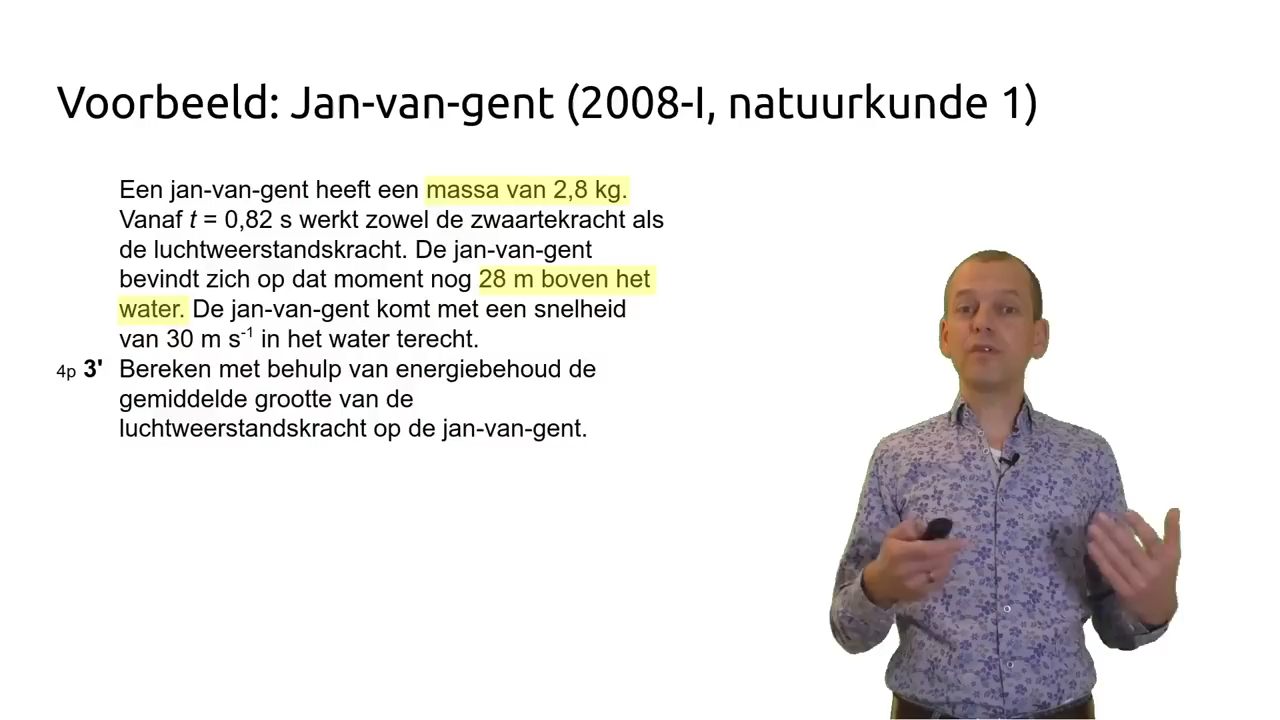 Voorbeeld: Jan-van-gent (2008-I, natuurkunde 1)
Een jan-van-gent heeft een massa van 2,8 kg.
Vanaf t = 0,82 s werkt zowel de zwaartekracht als
de luchtweerstandskracht. De jan-van-gent
bevindt zich op dat moment nog 28 m boven het
water. De jan-van-gent komt met een snelheid
van 30 m s⁻¹ in het water terecht.
4p 3' Bereken met behulp van energiebehoud de
gemiddelde grootte van de
luchtweerstandskracht op de jan-van-gent.